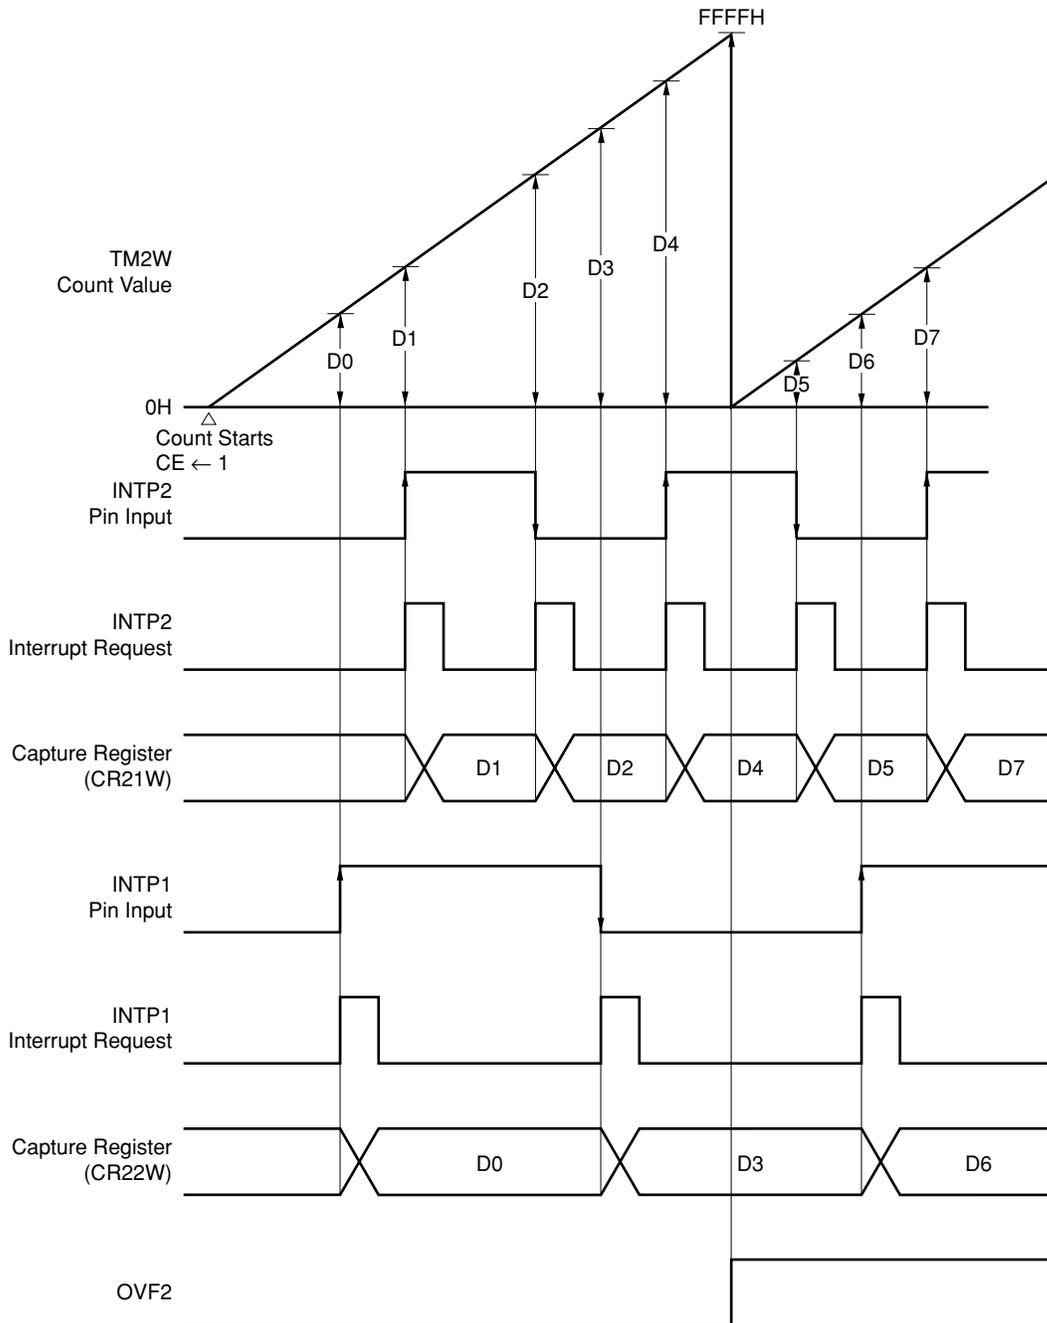 FFFFH
TM2W
Count Value
D0
D1
D2
D3
D4
D5
D6
D7
0H
Count Starts
CE ← 1
INTP2
Pin Input
INTP2
Interrupt Request
Capture Register
(CR21W)
D1
D2
D4
D5
D7
INTP1
Pin Input
INTP1
Interrupt Request
Capture Register
(CR22W)
D0
D3
D6
OVF2